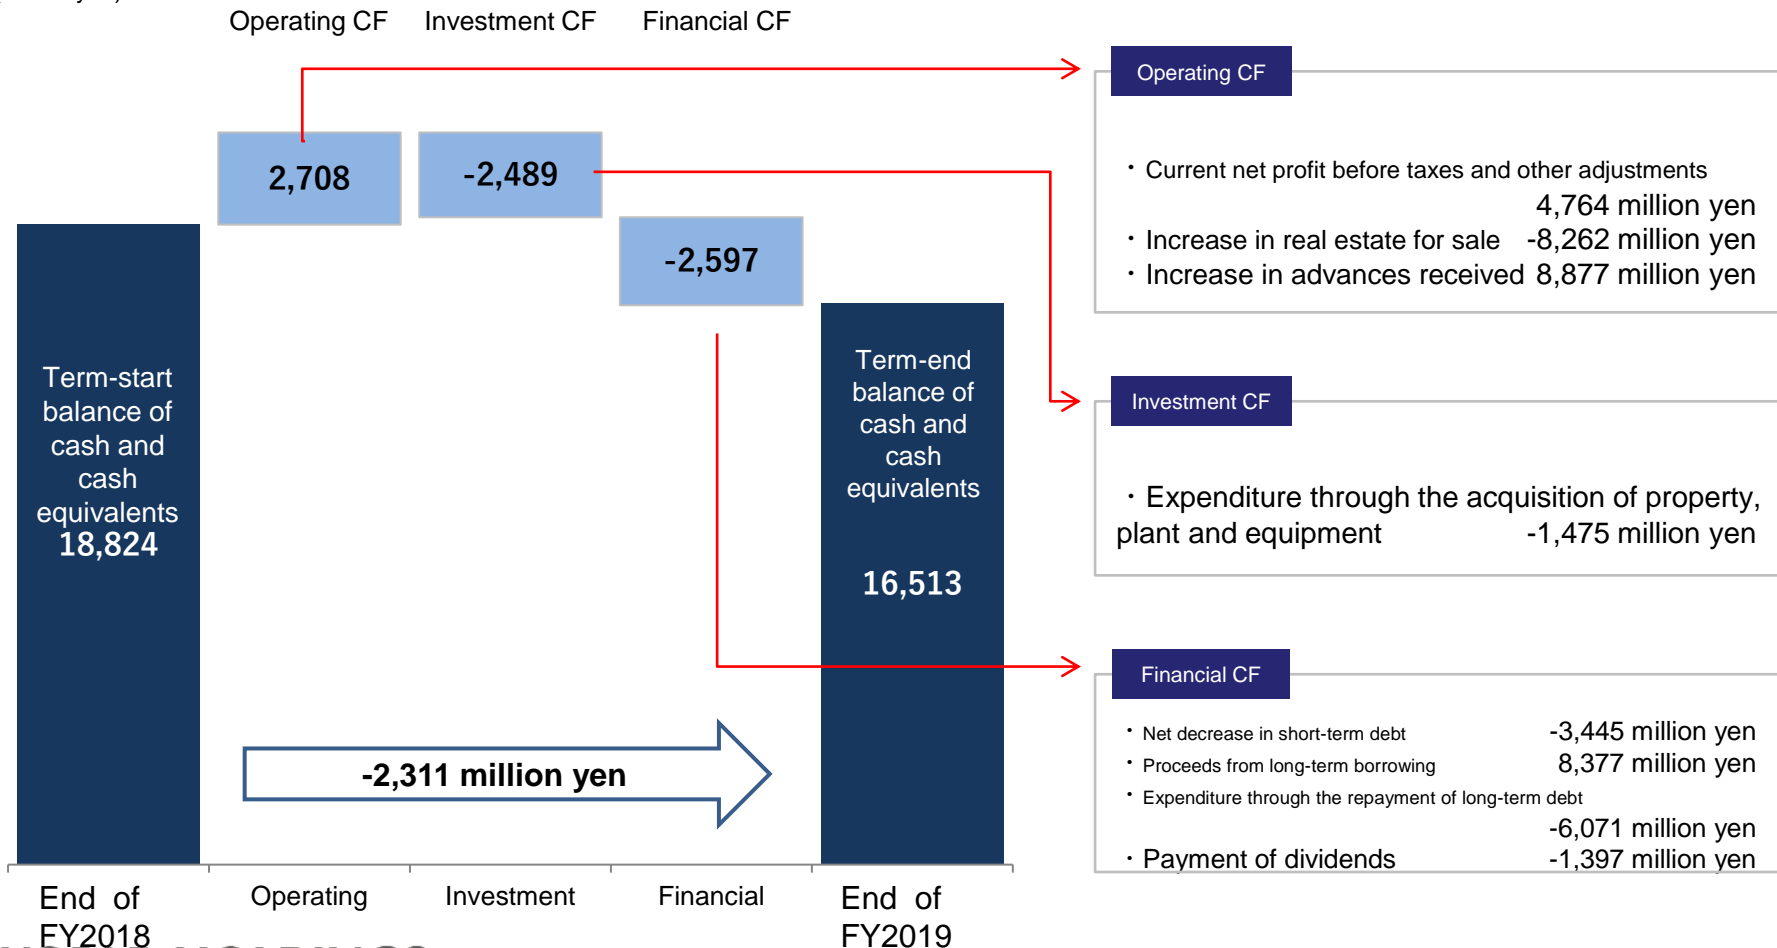 Operating CF
Investment CF
Financial CF
2,708
-2,489
-2,597
Term-start
balance of
cash and
cash
equivalents
18,824
Term-end
balance of
cash and
cash
equivalents
16,513
-2,311 million yen
End of
FY2018
Operating
Investment
Financial
End of
FY2019
Operating CF
・Current net profit before taxes and other adjustments
4,764 million yen
・Increase in real estate for sale -8,262 million yen
・Increase in advances received 8,877 million yen
Investment CF
・Expenditure through the acquisition of property,
plant and equipment -1,475 million yen
Financial CF
・Net decrease in short-term debt -3,445 million yen
・Proceeds from long-term borrowing 8,377 million yen
・Expenditure through the repayment of long-term debt
-6,071 million yen
・Payment of dividends -1,397 million yen